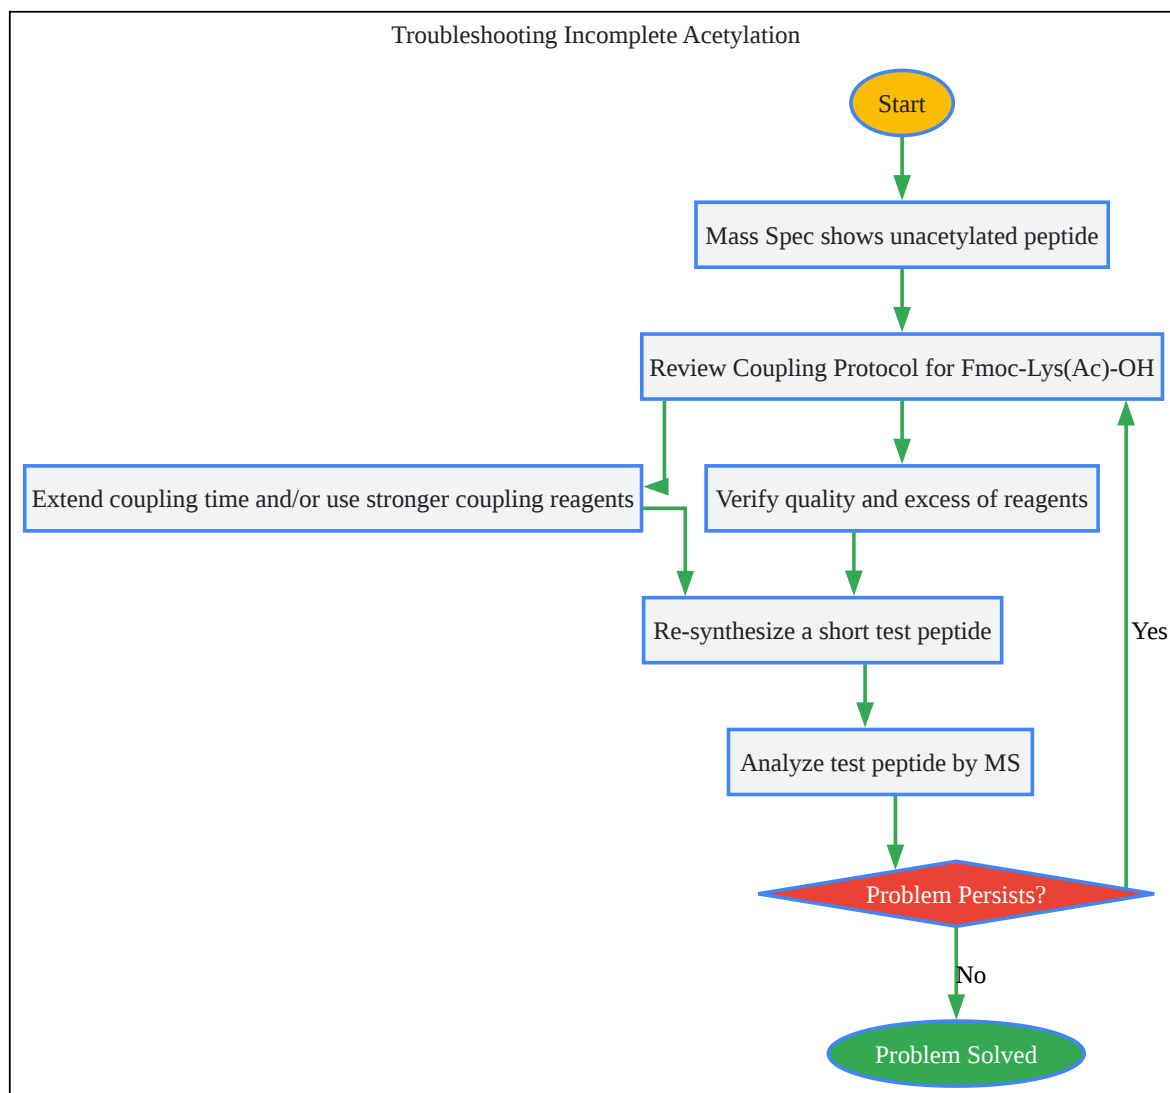 Troubleshooting Incomplete Acetylation
Start
Mass Spec shows unacetylated peptide
Review Coupling Protocol for Fmoc-Lys(Ac)-OH
Extend coupling time and/or use stronger coupling reagents
Verify quality and excess of reagents
Re-synthesize a short test peptide
Yes
Analyze test peptide by MS
Problem Persists?
No
Problem Solved